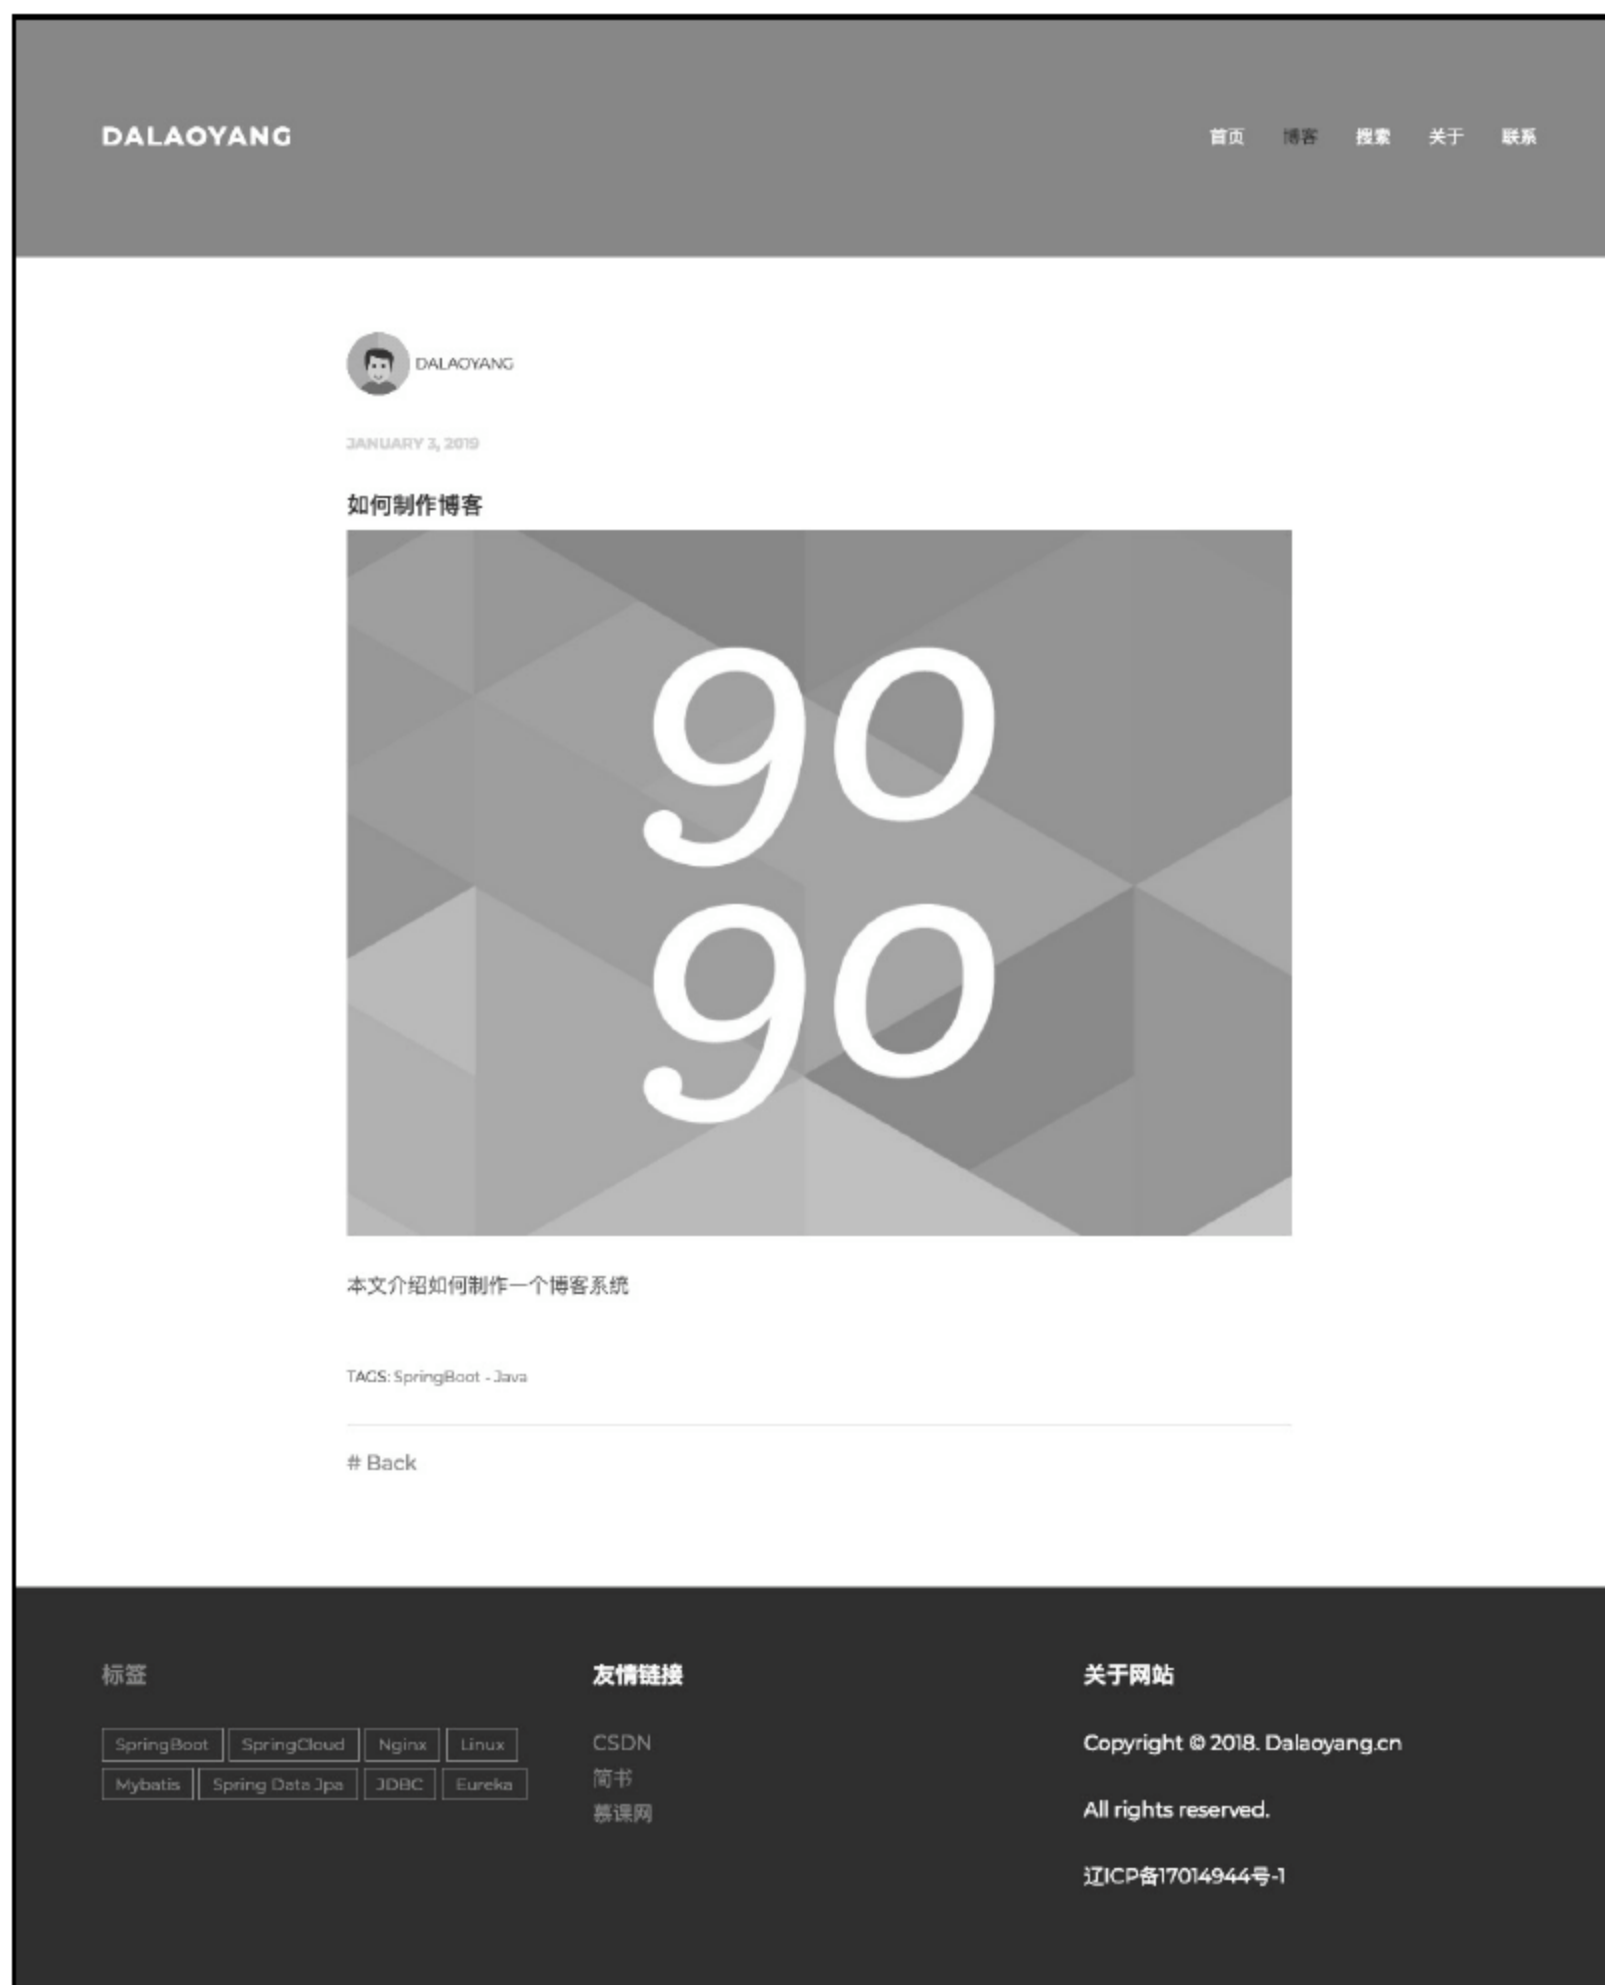 DALAOYANG
首页 博客 搜索 关于 联系
DALAOYANG
JANUARY 3, 2019
如何制作博客
90
90
本文介绍如何制作一个博客系统
TAGS: SpringBoot - Java
# Back
标签
SpringBoot SpringCloud Nginx Linux
Mybatis Spring Data Jpa JDBC Eureka
友情链接
CSDN
简书
慕课网
关于网站
Copyright © 2018. Dalaoyang.cn
All rights reserved.
辽ICP备17014944号-1